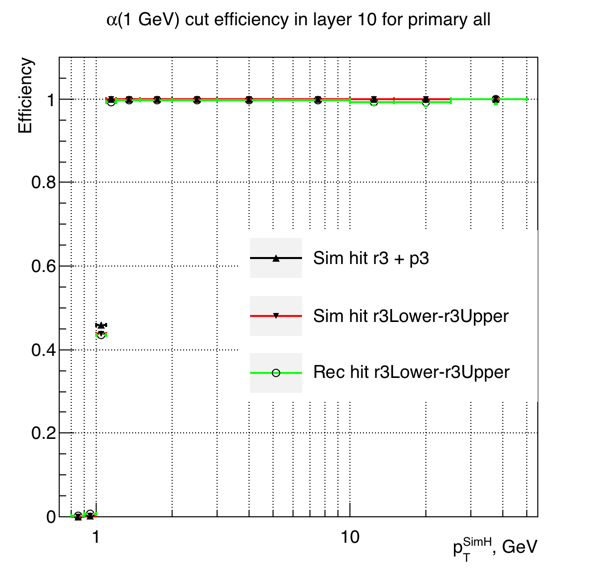 α(1 GeV) cut efficiency in layer 10 for primary all
Efficiency
1
0.8
0.6
0.4
0.2
0
Sim hit r3 + p3
Sim hit r3Lower-r3Upper
Rec hit r3Lower-r3Upper
1
10
p_T^SimH, GeV